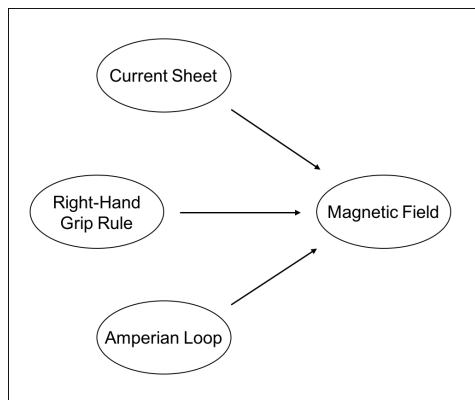 Current Sheet
Right-Hand
Grip Rule
Magnetic Field
Amperian Loop